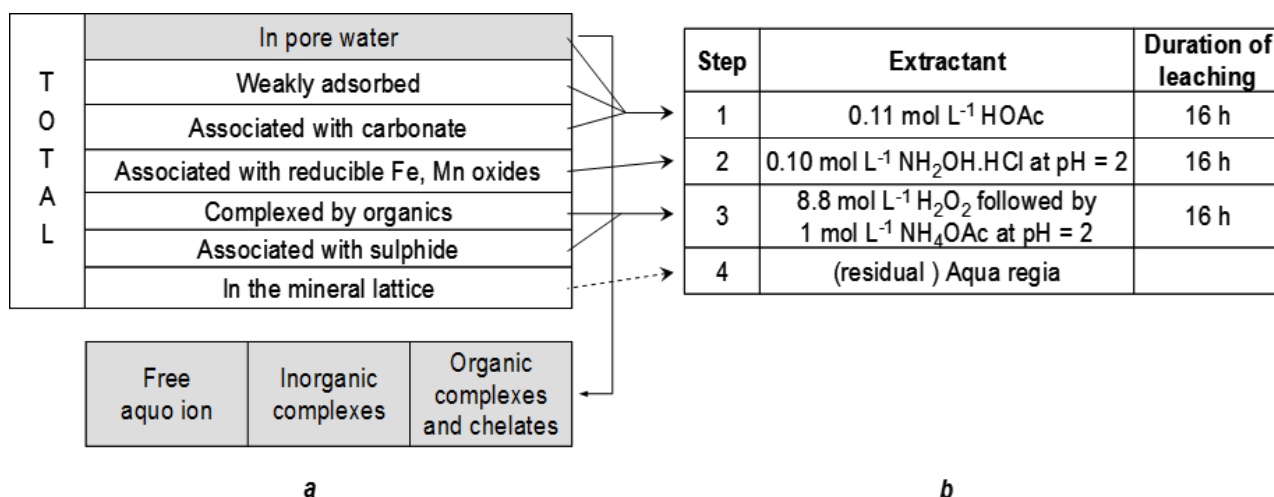 TOTAL
In pore water
Weakly adsorbed
Associated with carbonate
Associated with reducible Fe, Mn oxides
Complexed by organics
Associated with sulphide
In the mineral lattice
Free
aquo ion
Inorganic
complexes
Organic
complexes
and chelates
a
Step Extractant Duration of
leaching
1 0.11 mol L⁻¹ HOAc 16 h
2 0.10 mol L⁻¹ NH₂OH.HCl at pH = 2 16 h
3 8.8 mol L⁻¹ H₂O₂ followed by
1 mol L⁻¹ NH₄OAc at pH = 2 16 h
4 (residual ) Aqua regia
b